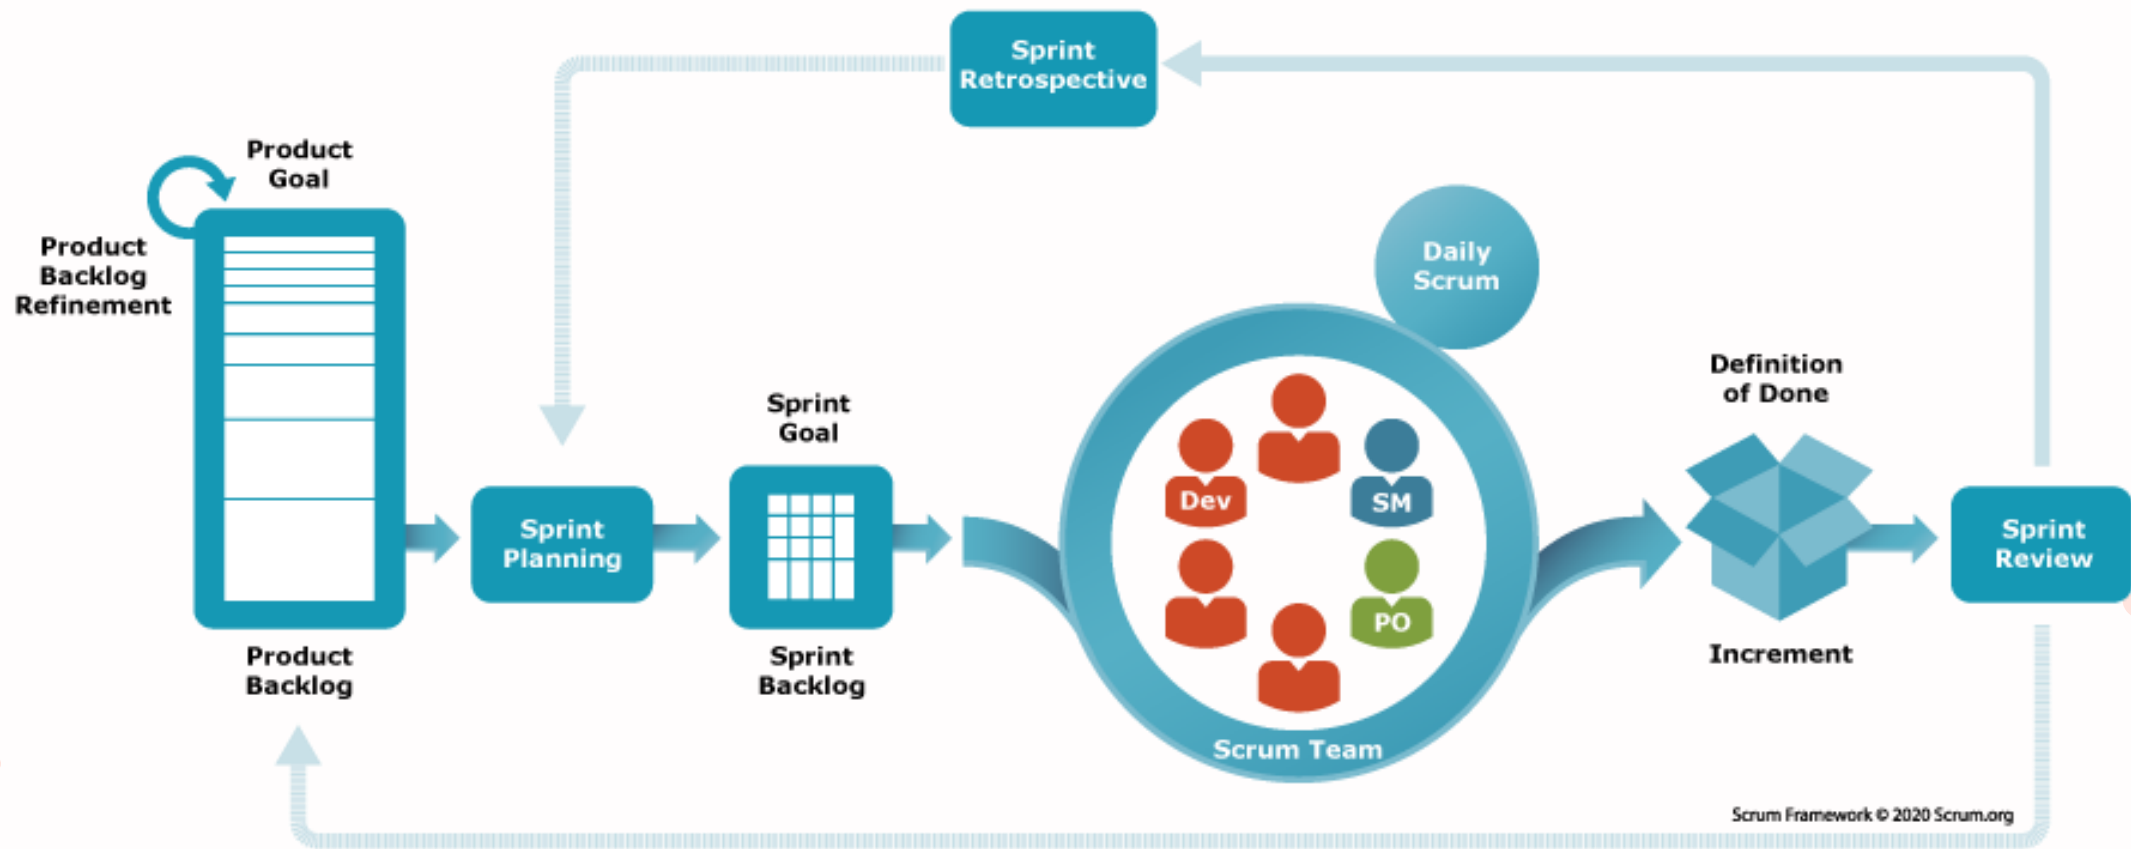 Sprint
Retrospective
Product
Goal
Product
Backlog
Refinement
Daily
Scrum
Definition
of Done
Sprint
Goal
Dev
SM
Sprint
Planning
Sprint
Review
PO
Product
Backlog
Sprint
Backlog
Increment
Scrum Team
Scrum Framework © 2020 Scrum.org